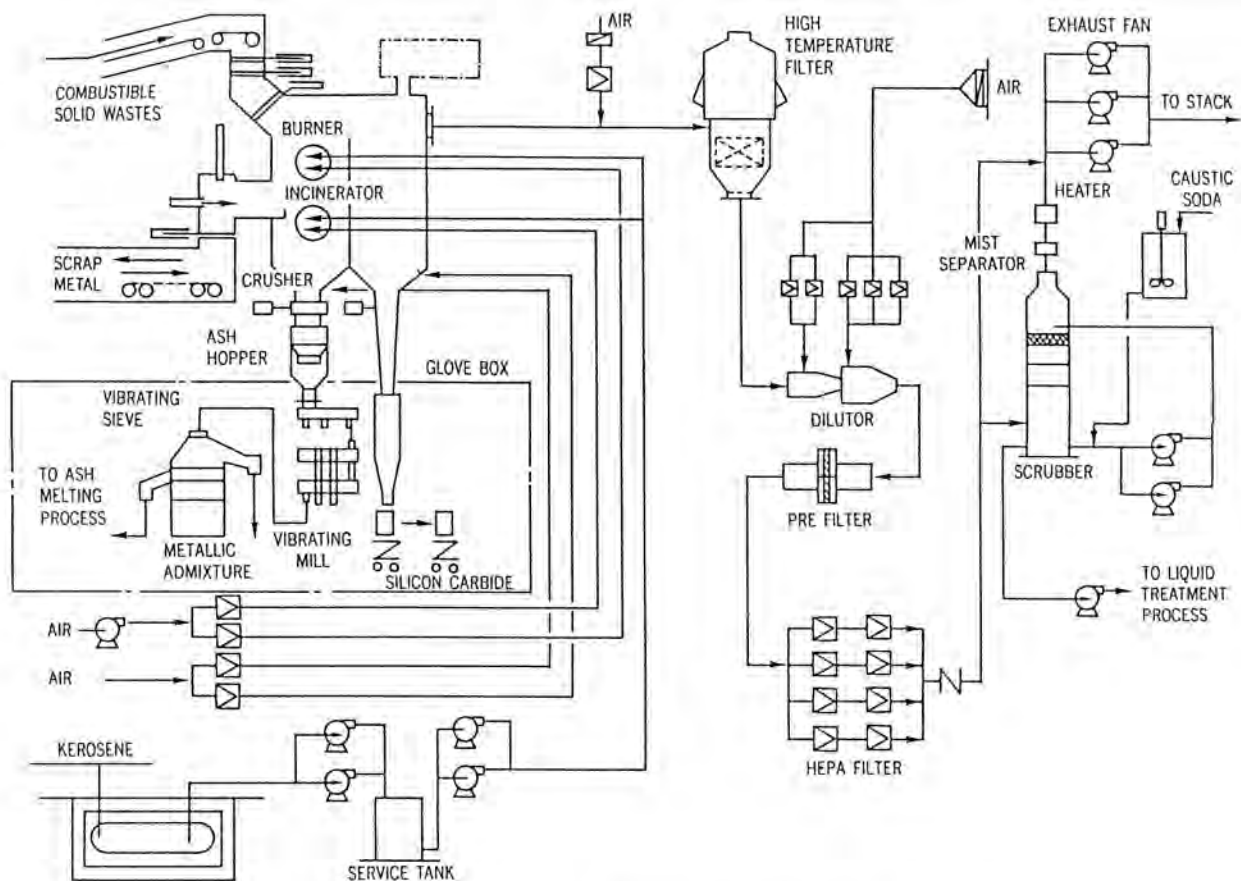 COMBUSTIBLE
SOLID WASTES
BURNER
INCINERATOR
SCRAP
METAL
CRUSHER
ASH
HOPPER
GLOVE BOX
VIBRATING
SIEVE
TO ASH
MELTING
PROCESS
METALLIC
ADMIXTURE
VIBRATING
MILL
SILICON CARBIDE
AIR
AIR
KEROSENE
SERVICE TANK
AIR
HIGH
TEMPERATURE
FILTER
AIR
DILUTOR
PRE FILTER
HEPA FILTER
EXHAUST FAN
TO STACK
HEATER
CAUSTIC
SODA
MIST
SEPARATOR
SCRUBBER
TO LIQUID
TREATMENT
PROCESS